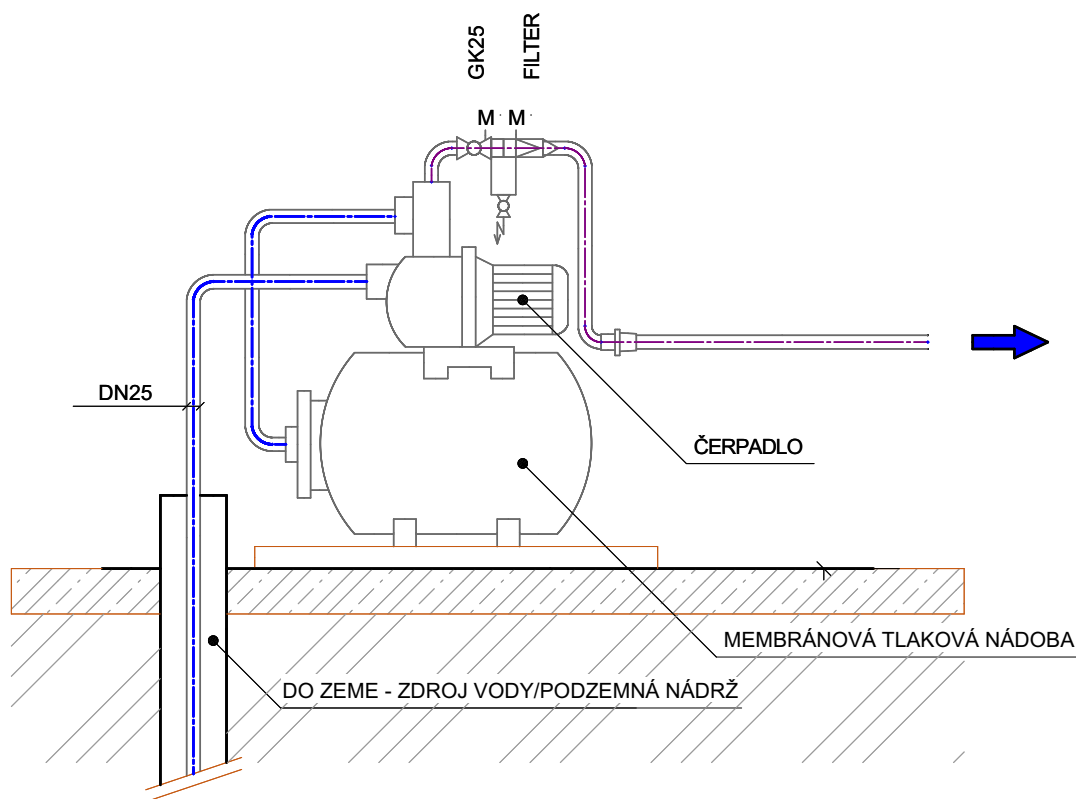 GK25
FILTER
M M
DN25
ČERPADLO
MEMBRÁNOVÁ TLAKOVÁ NÁDOBA
DO ZEME - ZDROJ VODY/PODZEMNÁ NÁDRŽ